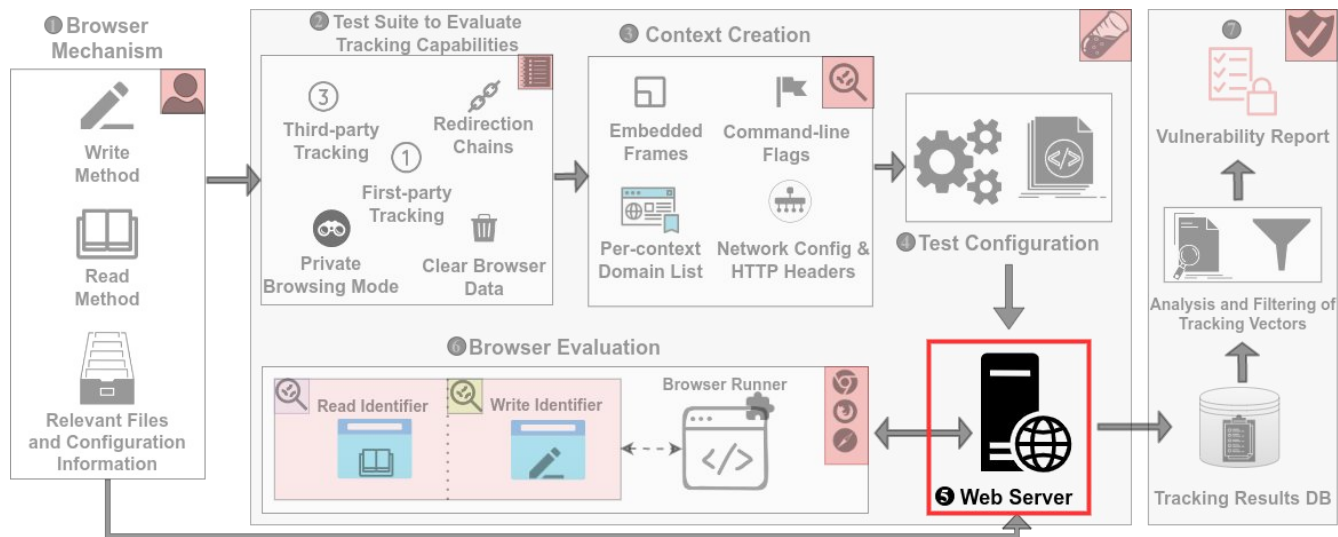 ❶ Browser
Mechanism
Write
Method
Read
Method
Relevant Files
and Configuration
Information
❷ Test Suite to Evaluate
Tracking Capabilities
3
Third-party
Tracking
Redirection
Chains
1
First-party
Tracking
Private
Browsing Mode
Clear Browser
Data
❸ Context Creation
Embedded
Frames
Command-line
Flags
Per-context
Domain List
Network Config &
HTTP Headers
❹ Test Configuration
❺ Web Server
❻ Browser Evaluation
Read Identifier
Write Identifier
Browser Runner
❼
Vulnerability Report
Analysis and Filtering of
Tracking Vectors
Tracking Results DB